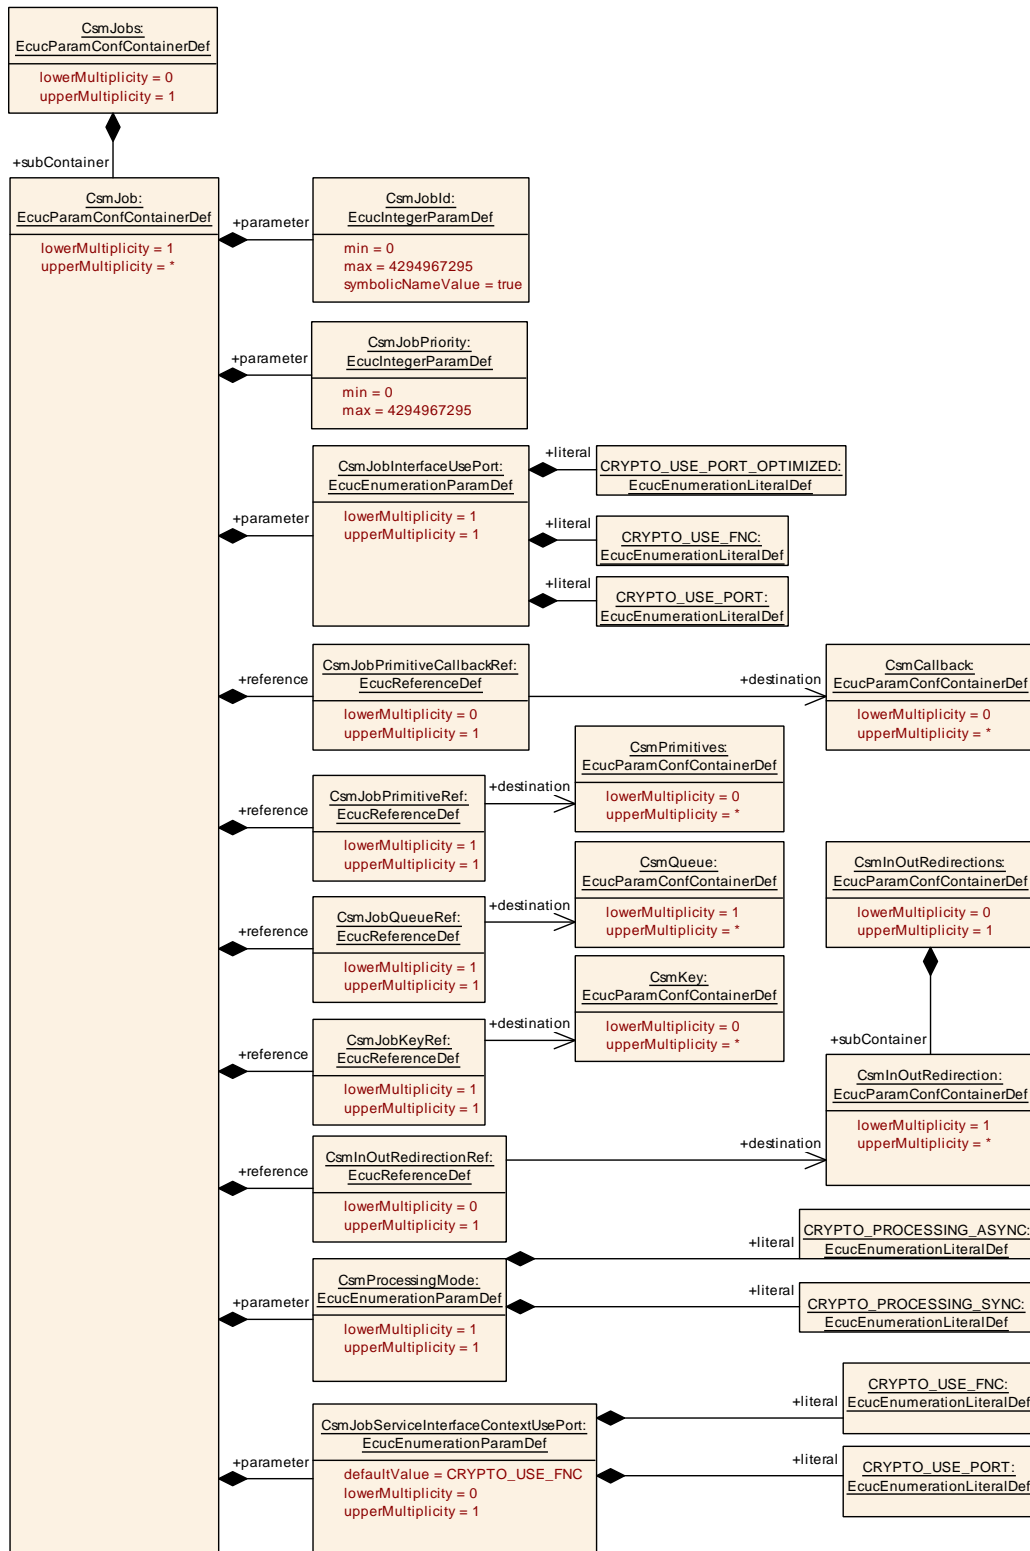 CsmJobs:
EcucParamConfContainerDef
lowerMultiplicity = 0
upperMultiplicity = 1
+subContainer
CsmJob:
EcucParamConfContainerDef
lowerMultiplicity = 1
upperMultiplicity = *
+parameter
CsmJobId:
EcucIntegerParamDef
min = 0
max = 4294967295
symbolicNameValue = true
+parameter
CsmJobPriority:
EcucIntegerParamDef
min = 0
max = 4294967295
+parameter
CsmJobInterfaceUsePort:
EcucEnumerationParamDef
lowerMultiplicity = 1
upperMultiplicity = 1
+literal
CRYPTO_USE_PORT_OPTIMIZED:
EcucEnumerationLiteralDef
+literal
CRYPTO_USE_FNC:
EcucEnumerationLiteralDef
+literal
CRYPTO_USE_PORT:
EcucEnumerationLiteralDef
+reference
CsmJobPrimitiveCallbackRef:
EcucReferenceDef
lowerMultiplicity = 0
upperMultiplicity = 1
+destination
CsmCallback:
EcucParamConfContainerDef
lowerMultiplicity = 0
upperMultiplicity = *
+reference
CsmJobPrimitiveRef:
EcucReferenceDef
lowerMultiplicity = 1
upperMultiplicity = 1
+destination
CsmPrimitives:
EcucParamConfContainerDef
lowerMultiplicity = 0
upperMultiplicity = *
+reference
CsmJobQueueRef:
EcucReferenceDef
lowerMultiplicity = 1
upperMultiplicity = 1
+destination
CsmQueue:
EcucParamConfContainerDef
lowerMultiplicity = 1
upperMultiplicity = *
CsmInOutRedirections:
EcucParamConfContainerDef
lowerMultiplicity = 0
upperMultiplicity = 1
+subContainer
+reference
CsmJobKeyRef:
EcucReferenceDef
lowerMultiplicity = 1
upperMultiplicity = 1
+destination
CsmKey:
EcucParamConfContainerDef
lowerMultiplicity = 0
upperMultiplicity = *
CsmInOutRedirection:
EcucParamConfContainerDef
lowerMultiplicity = 1
upperMultiplicity = *
+reference
CsmInOutRedirectionRef:
EcucReferenceDef
lowerMultiplicity = 0
upperMultiplicity = 1
+destination
+parameter
CsmProcessingMode:
EcucEnumerationParamDef
lowerMultiplicity = 1
upperMultiplicity = 1
+literal
CRYPTO_PROCESSING_ASYNC:
EcucEnumerationLiteralDef
+literal
CRYPTO_PROCESSING_SYNC:
EcucEnumerationLiteralDef
+parameter
CsmJobServiceInterfaceContextUsePort:
EcucEnumerationParamDef
defaultValue = CRYPTO_USE_FNC
lowerMultiplicity = 0
upperMultiplicity = 1
+literal
CRYPTO_USE_FNC:
EcucEnumerationLiteralDef
+literal
CRYPTO_USE_PORT:
EcucEnumerationLiteralDef